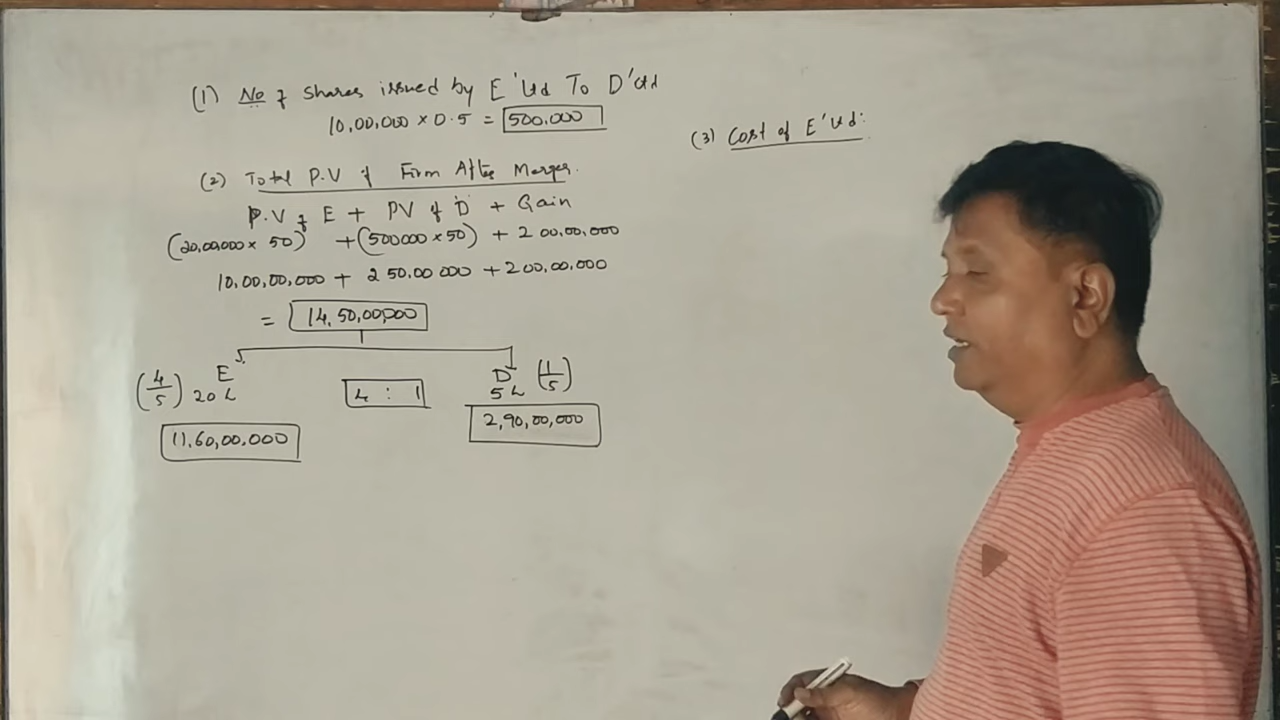 (1) No of shares issued by E'Ltd To D'Ltd
10,00,000 × 0.5 = 500,000
(2) Total P.V of Firm After Merger.
P.V of E + PV of D + Gain
(20,00,000 × 50) + (500000 × 50) + 2 00,00,000
10,00,00,000 + 2 50,00 000 + 200,00,000
= 14,50,00,000
(4/5) E 20 L
4 : 1
D 5 L (1/5)
11,60,00,000
2,90,00,000
(3) Cost of E'Ltd: